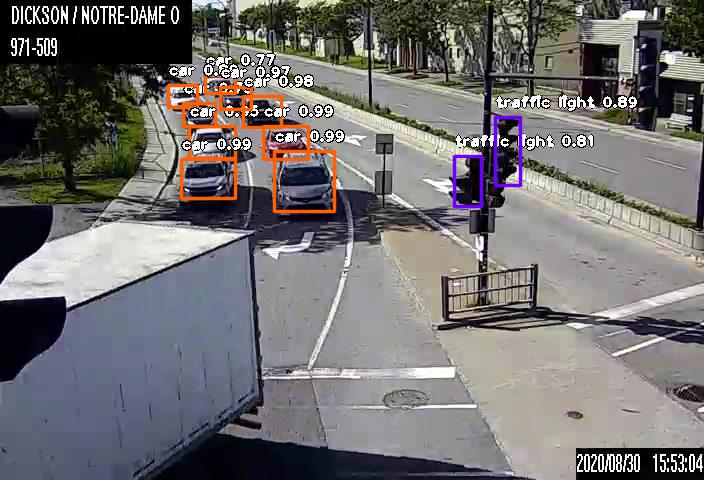 DICKSON / NOTRE-DAME O
971-509
car 0.77
car 0.97
car 0.98
car 0.99
car 0.99
car 0.99
traffic light 0.89
traffic light 0.81
2020/08/30 15:53:04